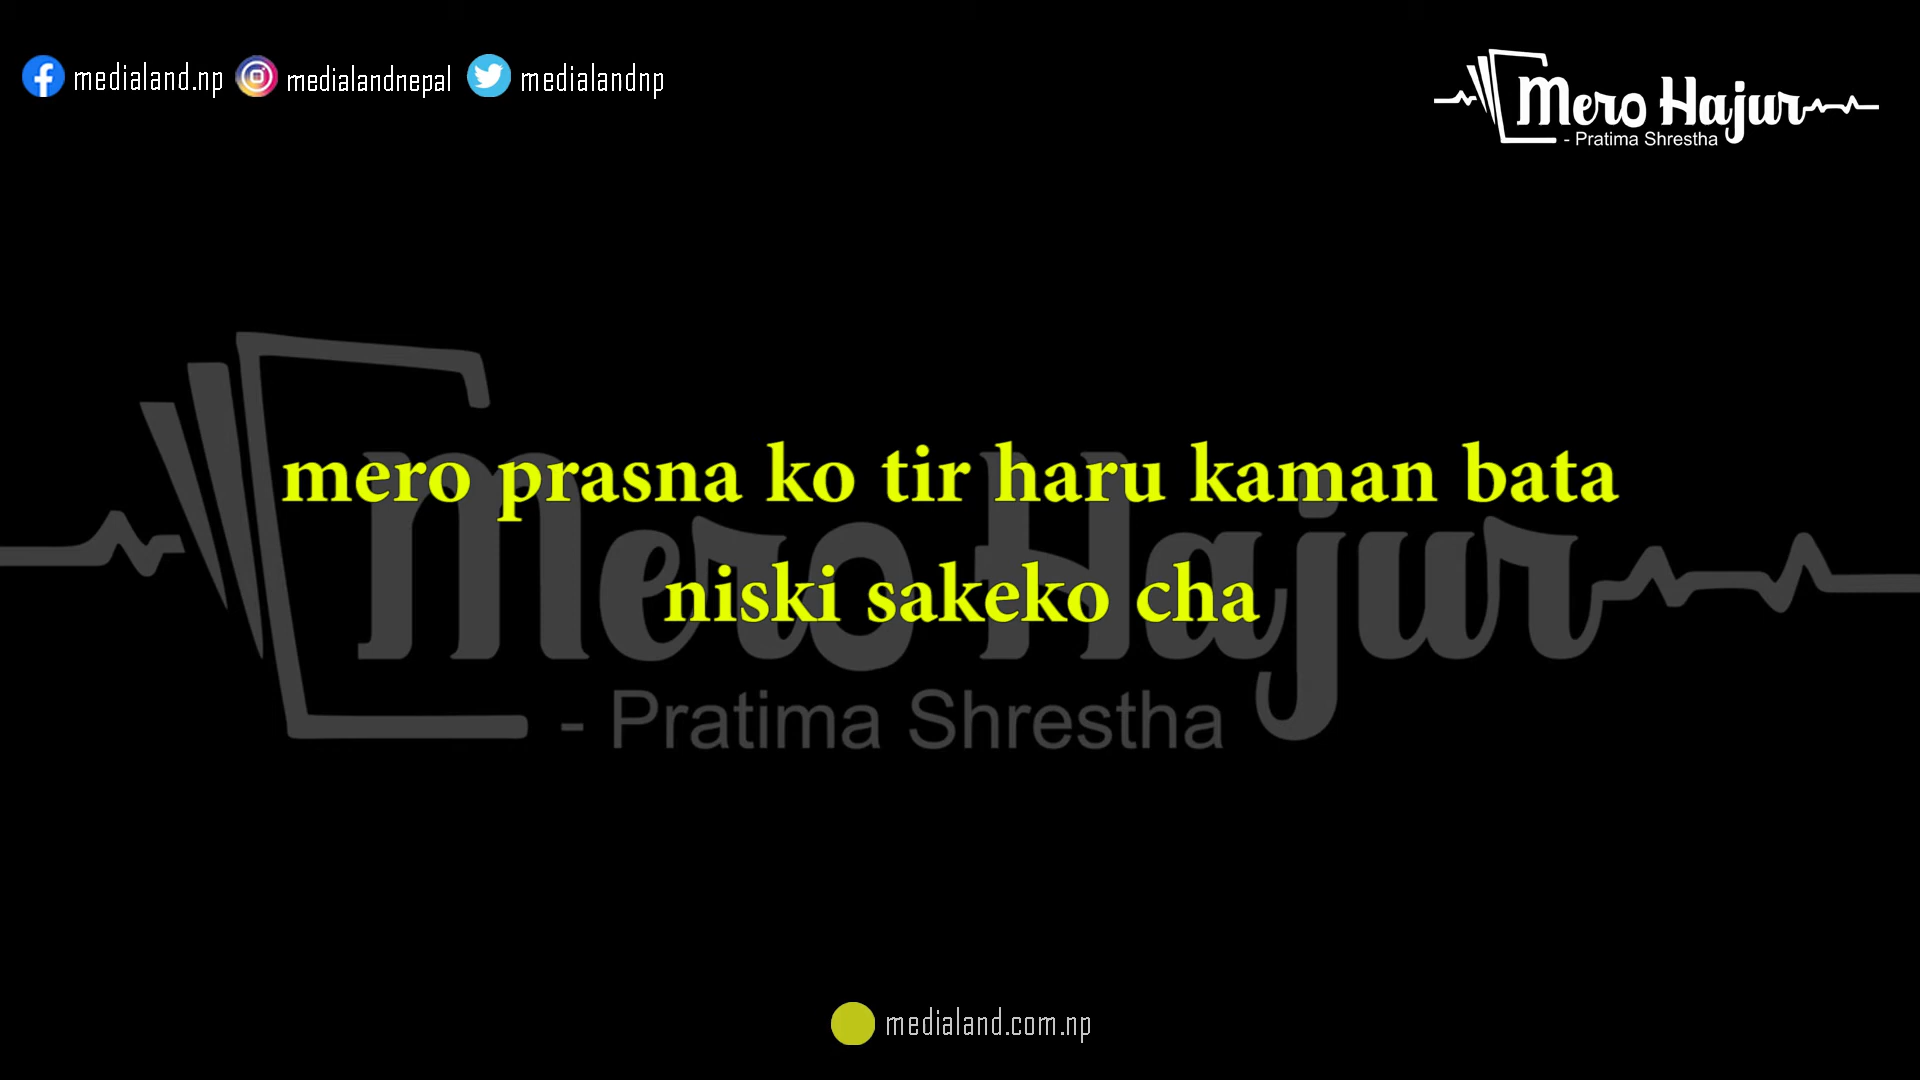 medialand.np medialandnepal medialandnp
Mero Hajur
- Pratima Shrestha
mero prasna ko tir haru kaman bata
niski sakeko cha
Mero Hajur
- Pratima Shrestha
medialand.com.np